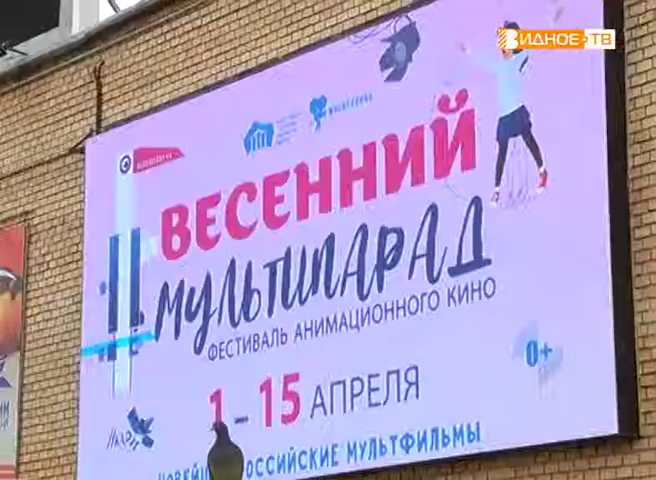 ВИДНОЕ-ТВ
ВЕСЕННИЙ
МУЛЬТПАРАД
ФЕСТИВАЛЬ АНИМАЦИОННОГО КИНО
0+
1-15 АПРЕЛЯ
РОССИЙСКИЕ МУЛЬТФИЛЬМЫ